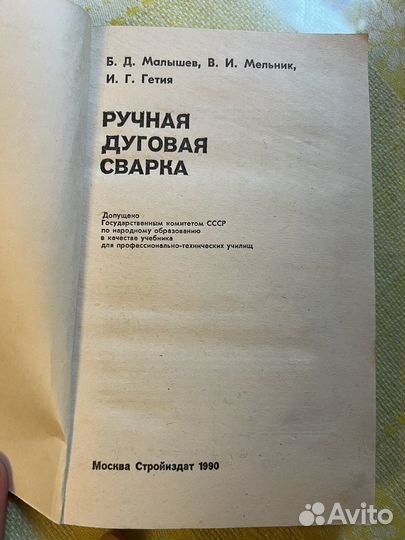 Б. Д. Малышев, В. И. Мельник,
И. Г. Гетия
РУЧНАЯ
ДУГОВАЯ
СВАРКА
Допущено
Государственным комитетом СССР
по народному образованию
в качестве учебника
для профессионально-технических училищ
Москва Стройиздат 1990
Avito